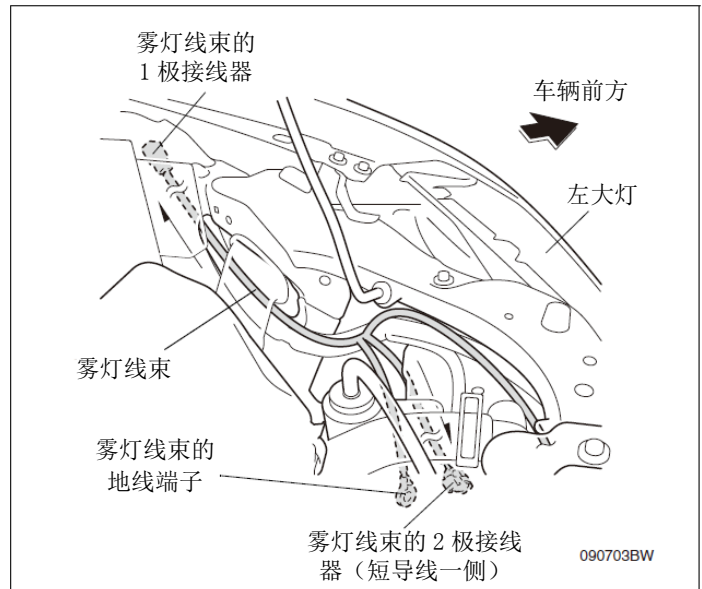 雾灯线束的
1 极接线器
车辆前方
左大灯
雾灯线束
雾灯线束的
地线端子
雾灯线束的 2 极接线
器（短导线一侧）
090703BW